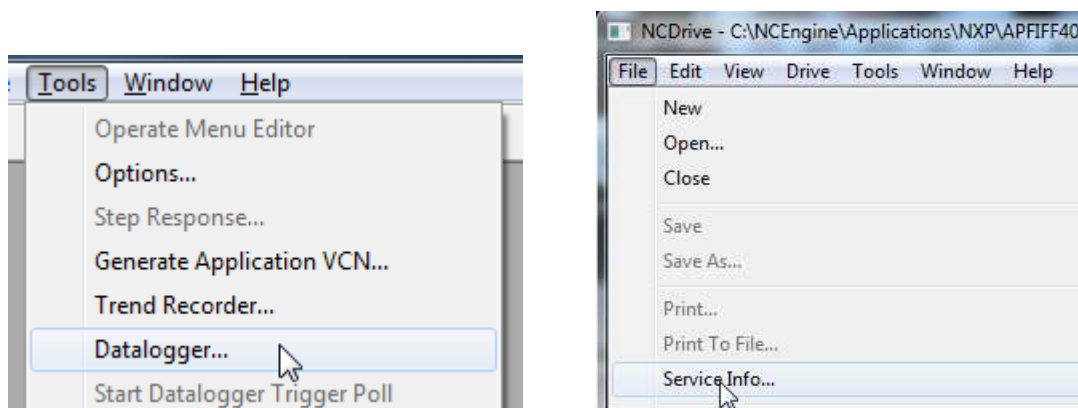 Tools Window Help
Operate Menu Editor
Options...
Step Response...
Generate Application VCN...
Trend Recorder...
Datalogger...
Start Datalogger Trigger Poll
NCDrive - C:\NCEngine\Applications\NXP\APFIFF40
File Edit View Drive Tools Window Help
New
Open...
Close
Save
Save As...
Print...
Print To File...
Service Info...